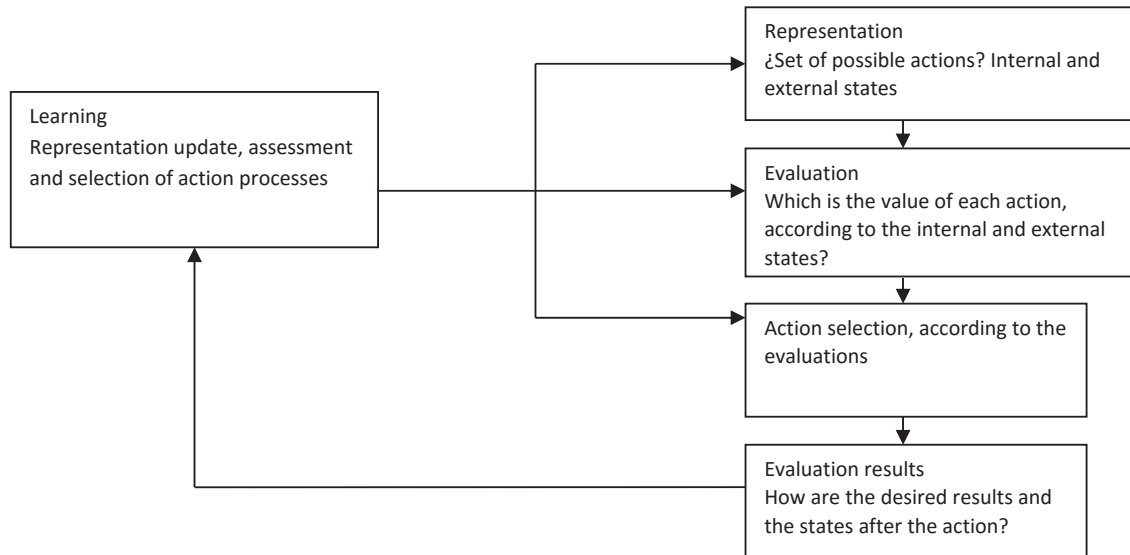 Representation
¿Set of possible actions? Internal and
external states
Learning
Representation update, assessment
and selection of action processes
Evaluation
Which is the value of each action,
according to the internal and external
states?
Action selection, according to the
evaluations
Evaluation results
How are the desired results and
the states after the action?